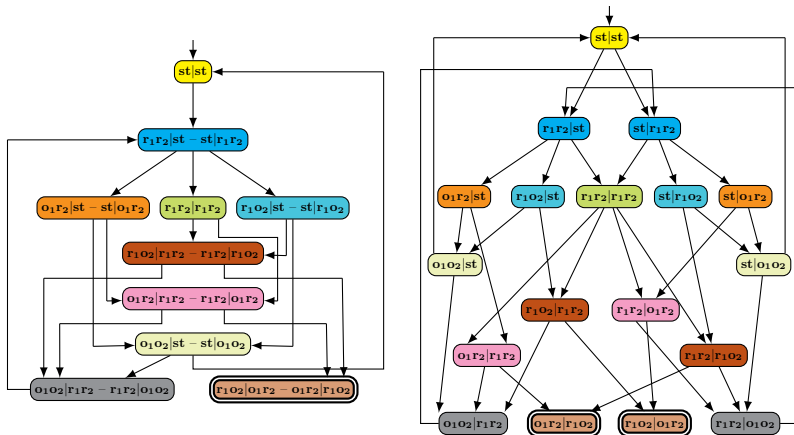 st|st
r₁r₂|st − st|r₁r₂
o₁r₂|st − st|o₁r₂
r₁r₂|r₁r₂
r₁o₂|st − st|r₁o₂
r₁o₂|r₁r₂ − r₁r₂|r₁o₂
o₁r₂|r₁r₂ − r₁r₂|o₁r₂
o₁o₂|st − st|o₁o₂
o₁o₂|r₁r₂ − r₁r₂|o₁o₂
r₁o₂|o₁r₂ − o₁r₂|r₁o₂
st|st
r₁r₂|st
st|r₁r₂
o₁r₂|st
r₁o₂|st
r₁r₂|r₁r₂
st|r₁o₂
st|o₁r₂
o₁o₂|st
st|o₁o₂
r₁o₂|r₁r₂
r₁r₂|o₁r₂
o₁r₂|r₁r₂
r₁r₂|r₁o₂
o₁o₂|r₁r₂
o₁r₂|r₁o₂
r₁o₂|o₁r₂
r₁r₂|o₁o₂